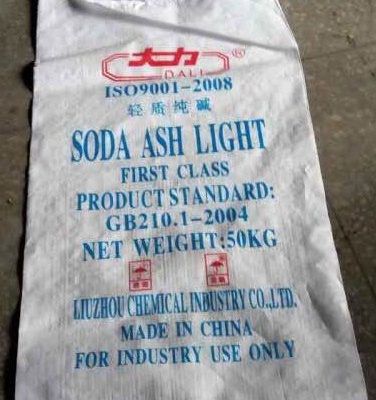 大力®
DALI
ISO9001-2008
轻质纯碱
SODA ASH LIGHT
FIRST CLASS
PRODUCT STANDARD:
GB210.1-2004
NET WEIGHT:50KG
LIUZHOU CHEMICAL INBUSTRY CO.,LTD.
MADE IN CHINA
FOR INDUSTRY USE ONLY